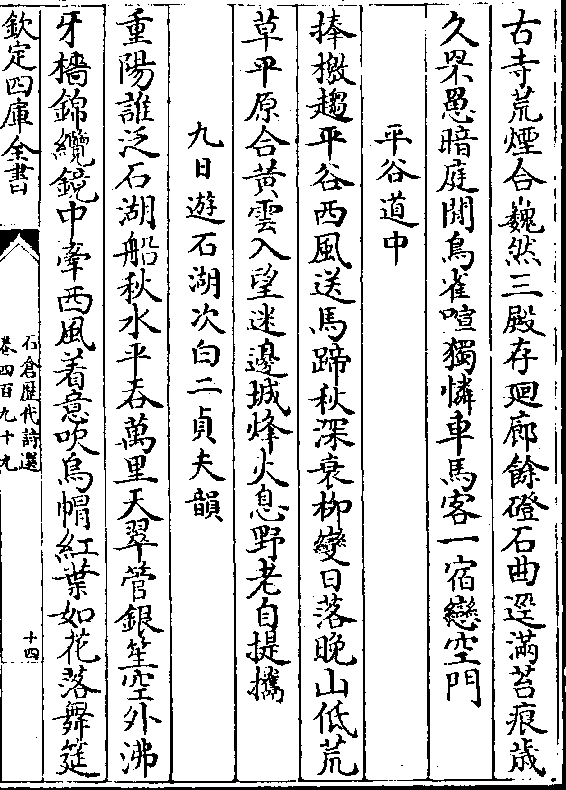 古寺荒煙合巍然三殿存廻廊餘磴石曲逕滿苔痕歳
久罘罳暗庭閒鳥雀喧獨憐車馬客一宿戀空門
平谷道中
捧檄趨平谷西風送馬蹄秋深衰柳變日落晚山低荒
草平原合黃雲入望迷邊城烽火息野老自提攜
九日遊石湖次白二貞夫韻
重陽誰泛石湖船秋水平吞萬里天翠管銀笙空外沸
牙檣錦纜鏡中牽西風着意吹烏帽紅葉如花落舞筵
欽定四庫全書
石倉歴代詩選
卷四百九十九
十四